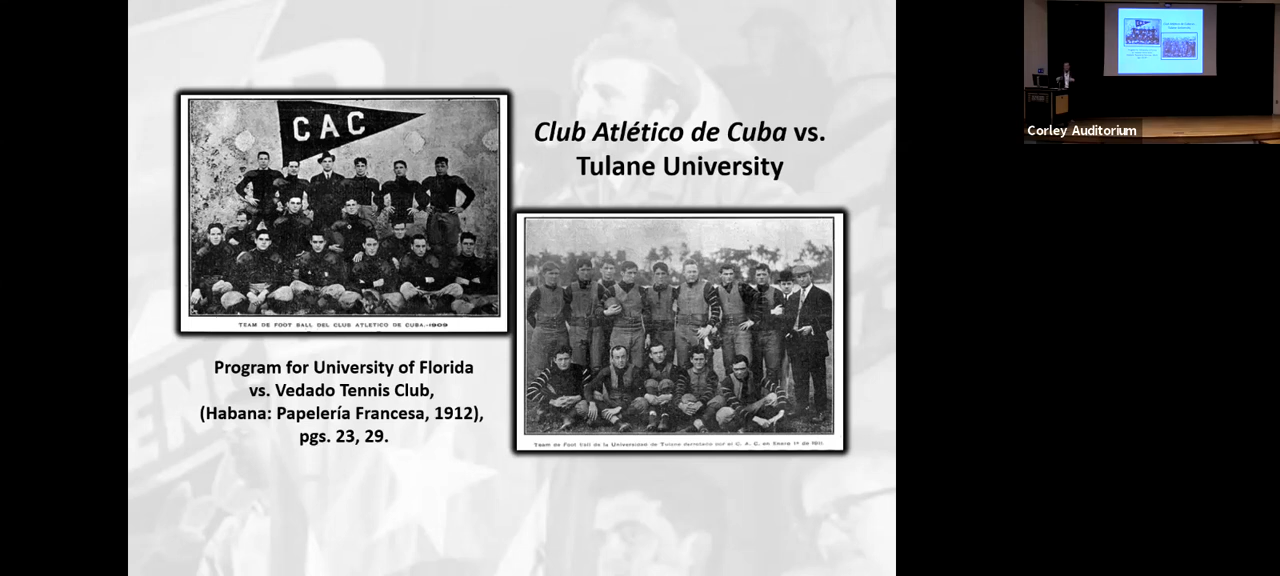 CAC
TEAM DE FOOT BALL DEL CLUB ATLETICO DE CUBA.-1909
Club Atlético de Cuba vs.
Tulane University
Team de Foot ball de la Universidad de Tulane derrotado por el C. A. C. en Enero 1º de 1910.
Program for University of Florida
vs. Vedado Tennis Club,
(Habana: Papelería Francesa, 1912),
pgs. 23, 29.
Corley Auditorium